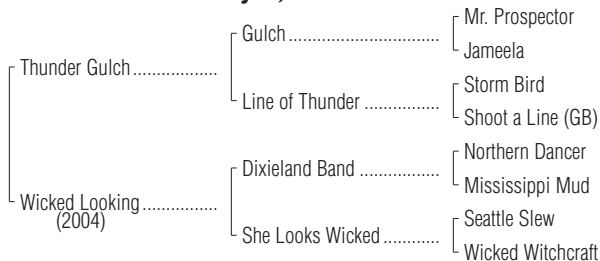 Mr. Prospector
Gulch
Jameela
Thunder Gulch
Storm Bird
Line of Thunder
Shoot a Line (GB)
Northern Dancer
Dixieland Band
Mississippi Mud
Wicked Looking
(2004)
Seattle Slew
She Looks Wicked
Wicked Witchcraft